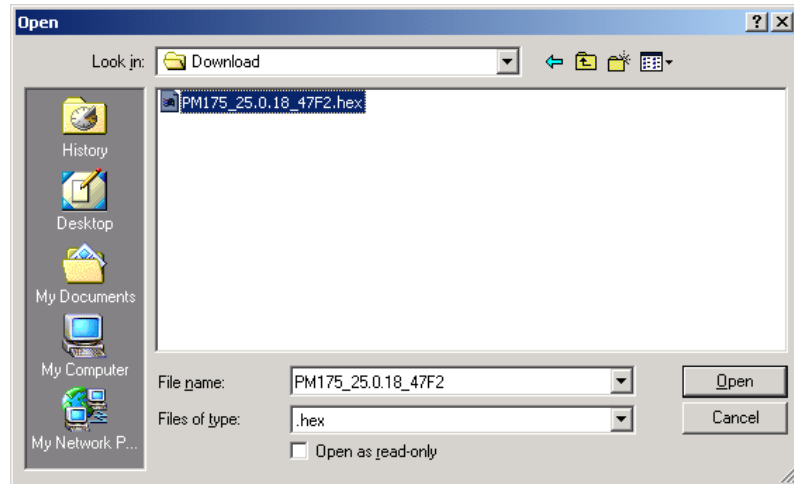 Open
Look in: Download
PM175_25.0.18_47F2.hex
History
Desktop
My Documents
My Computer
My Network P...
File name: PM175_25.0.18_47F2 Open
Files of type: .hex Cancel
Open as read-only